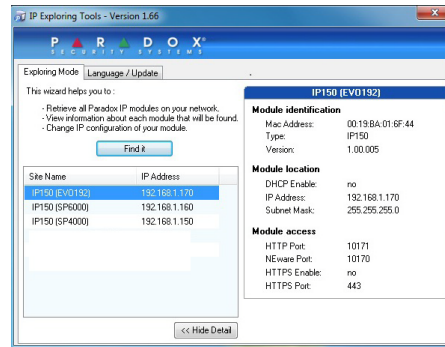 IP Exploring Tools - Version 1.66
PARADOX®
SECURITY SYSTEMS
Exploring Mode
Language / Update
This wizard helps you to :
- Retrieve all Paradox IP modules on your network.
- View information about each module that will be found.
- Change IP configuration of your module.
Find it
Site Name IP Address
IP150 (EVO192) 192.168.1.170
IP150 (SP6000) 192.168.1.160
IP150 (SP4000) 192.168.1.150
<< Hide Detail
IP150 (EVO192)
Module identification
Mac Address: 00:19:BA:01:6F:44
Type: IP150
Version: 1.00.005
Module location
DHCP Enable: no
IP Address: 192.168.1.170
Subnet Mask: 255.255.255.0
Module access
HTTP Port: 10171
NEware Port: 10170
HTTPS Enable: no
HTTPS Port: 443